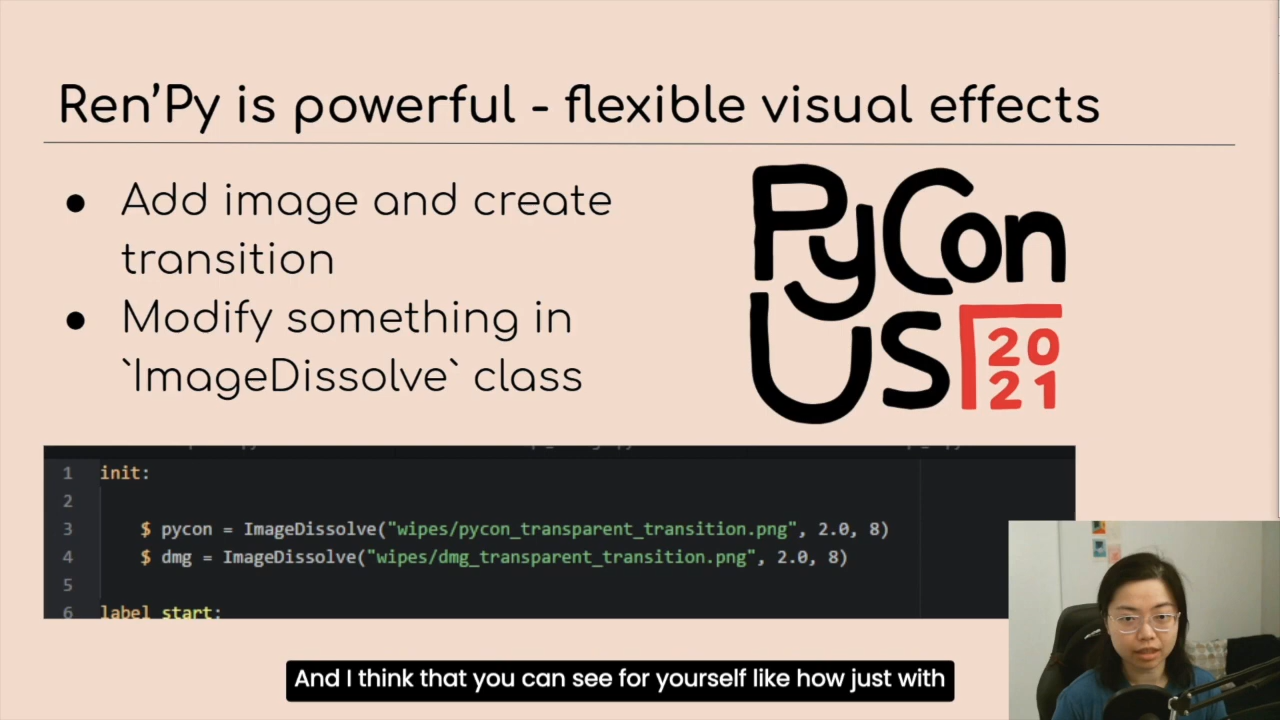 Ren'Py is powerful - flexible visual effects
● Add image and create
transition
● Modify something in
`ImageDissolve` class
PyCon
US 20
21
1 init:
2
3 $ pycon = ImageDissolve("wipes/pycon_transparent_transition.png", 2.0, 8)
4 $ dmg = ImageDissolve("wipes/dmg_transparent_transition.png", 2.0, 8)
5
6 label start:
And I think that you can see for yourself like how just with